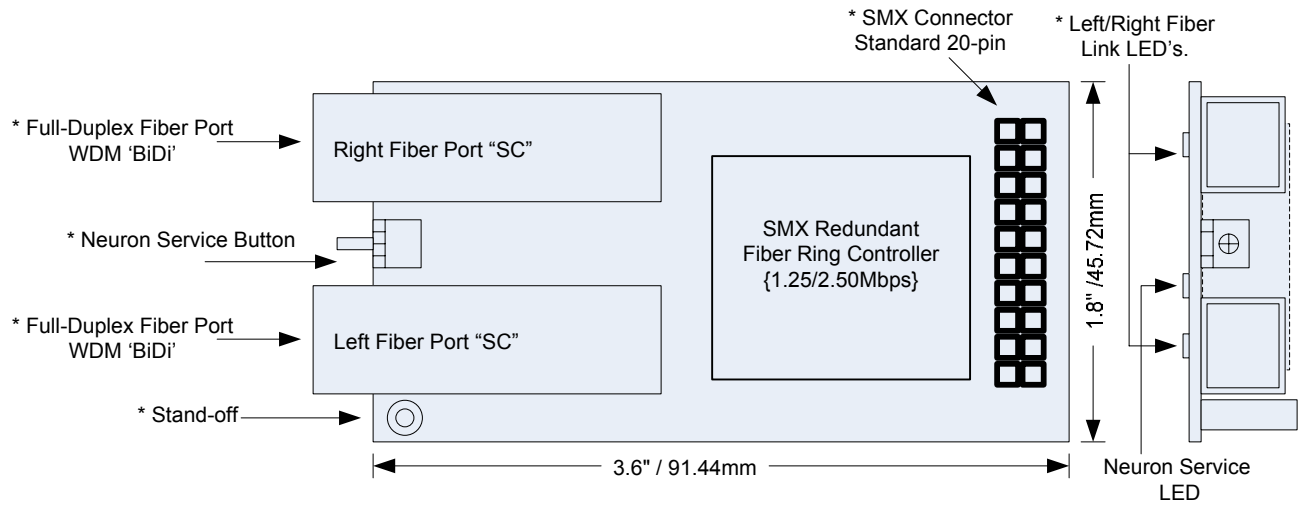 * SMX Connector
Standard 20-pin
* Left/Right Fiber
Link LED's.
* Full-Duplex Fiber Port
WDM 'BiDi'
Right Fiber Port “SC”
* Neuron Service Button
SMX Redundant
Fiber Ring Controller
{1.25/2.50Mbps}
1.8" /45.72mm
* Full-Duplex Fiber Port
WDM 'BiDi'
Left Fiber Port “SC”
* Stand-off
3.6" / 91.44mm
Neuron Service
LED